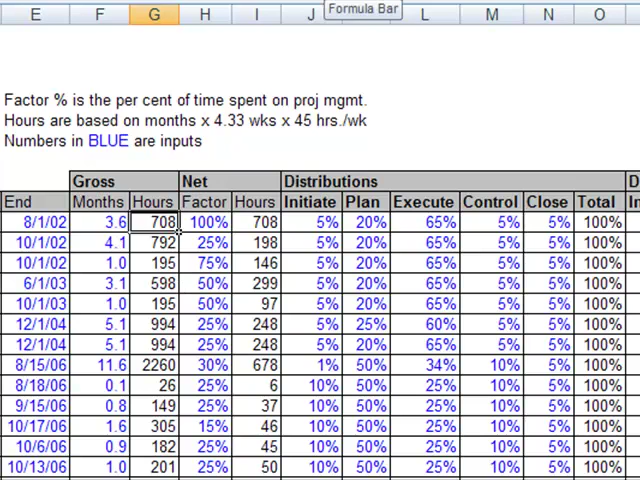 Formula Bar
E F G H I J L M N O
Factor % is the per cent of time spent on proj mgmt.
Hours are based on months x 4.33 wks x 45 hrs./wk
Numbers in BLUE are inputs
Gross Net Distributions D
End Months Hours Factor Hours Initiate Plan Execute Control Close Total In
8/1/02 3.6 708 100% 708 5% 20% 65% 5% 5% 100%
10/1/02 4.1 792 25% 198 5% 20% 65% 5% 5% 100%
10/1/02 1.0 195 75% 146 5% 20% 65% 5% 5% 100%
6/1/03 3.1 598 50% 299 5% 20% 65% 5% 5% 100%
10/1/03 1.0 195 50% 97 5% 20% 65% 5% 5% 100%
12/1/04 5.1 994 25% 248 5% 25% 60% 5% 5% 100%
12/1/04 5.1 994 25% 248 5% 20% 65% 5% 5% 100%
8/15/06 11.6 2260 30% 678 1% 50% 34% 10% 5% 100%
8/18/06 0.1 26 25% 6 10% 50% 25% 10% 5% 100%
9/15/06 0.8 149 25% 37 10% 50% 25% 10% 5% 100%
10/17/06 1.6 305 15% 46 10% 50% 25% 10% 5% 100%
10/6/06 0.9 182 25% 45 10% 50% 25% 10% 5% 100%
10/13/06 1.0 201 25% 50 10% 50% 25% 10% 5% 100%